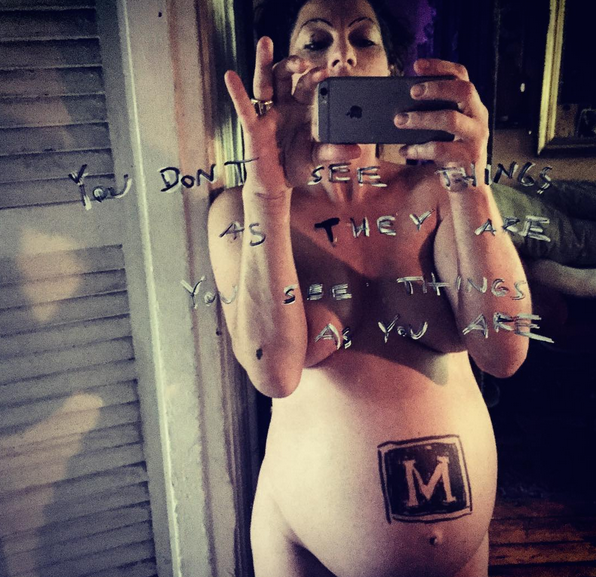 You DON'T SEE THINGS
AS THEY ARE
You SEE THINGS
AS YOU ARE
M